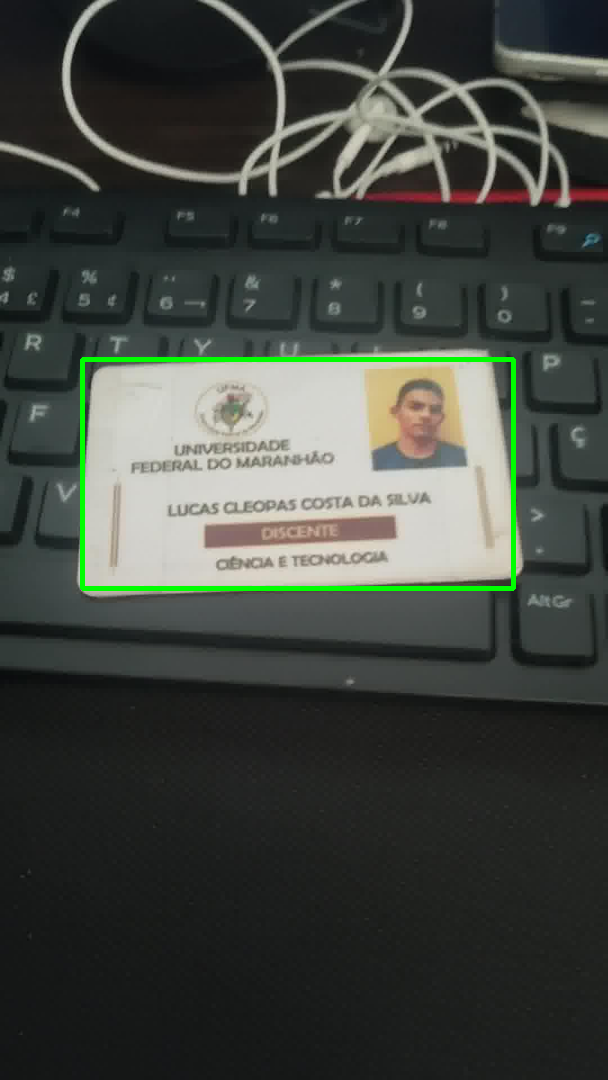 F4 F5 F6 F7 F8 F9
$ % & * ( )
4 £ 5 ¢ 6 7 8 9 0
R T Y U P
F Ç
UFMA
UNIVERSIDADE
FEDERAL DO MARANHÃO
V
LUCAS CLEOPAS COSTA DA SILVA
>
.
DISCENTE
CIÊNCIA E TECNOLOGIA
Alt Gr